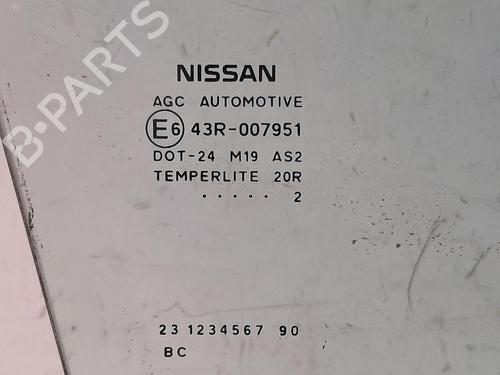 NISSAN
AGC AUTOMOTIVE
E6 43R-007951
DOT-24 M19 AS2
TEMPERLITE 20R
..... 2
23 1234567 90
BC
B-PARTS